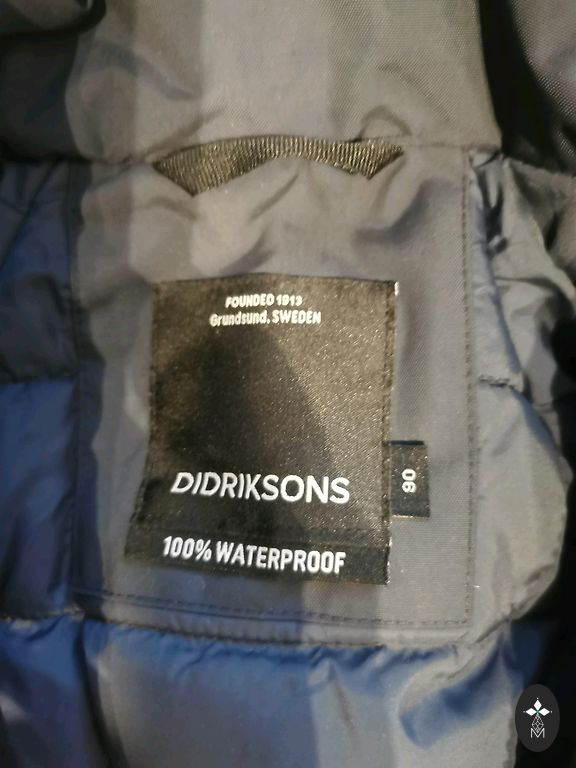 FOUNDED 1913
Grundsund, SWEDEN
DIDRIKSONS
90
100% WATERPROOF
M